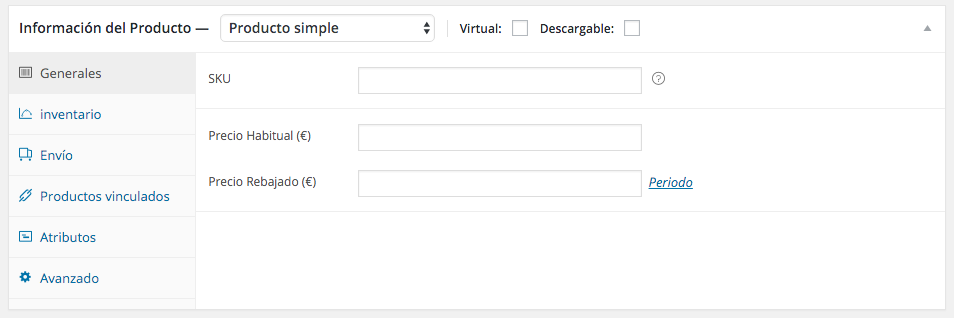 Información del Producto — Producto simple Virtual: Descargable:
Generales
inventario
Envío
Productos vinculados
Atributos
Avanzado
SKU
Precio Habitual (€)
Precio Rebajado (€) Periodo